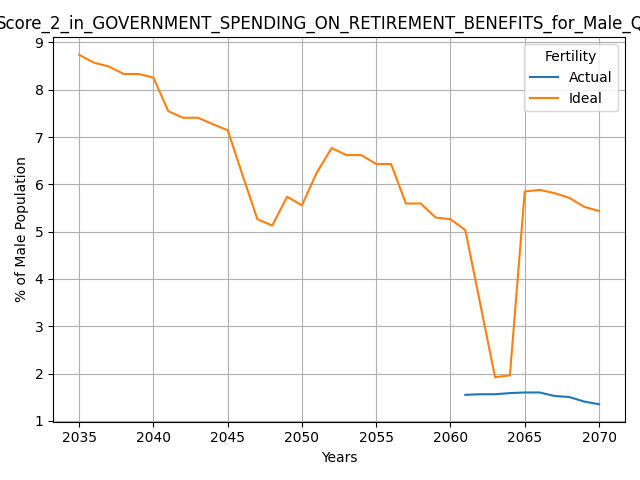 Score_2_in_GOVERNMENT_SPENDING_ON_RETIREMENT_BENEFITS_for_Male_Q
Fertility
Actual
Ideal
% of Male Population
9
8
7
6
5
4
3
2
1
2035 2040 2045 2050 2055 2060 2065 2070
Years